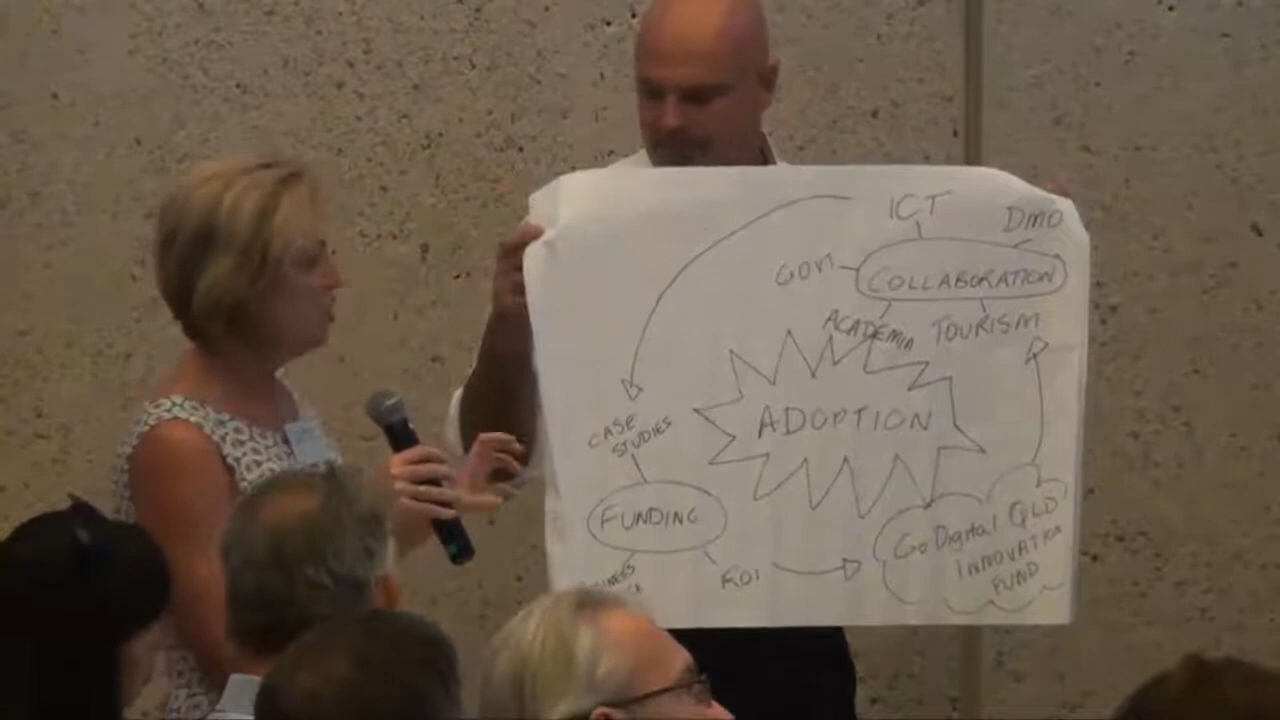 ICT
DMO
GOVT
COLLABORATION
ACADEMIA
TOURISM
ADOPTION
CASE
STUDIES
FUNDING
ROI
Go Digital QLD
INNOVATION
FUND